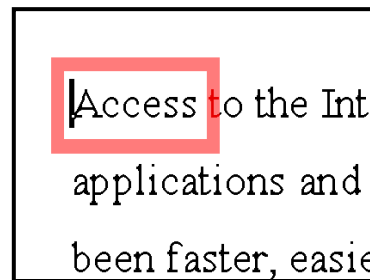 Access to the Int
applications and
been faster, easie